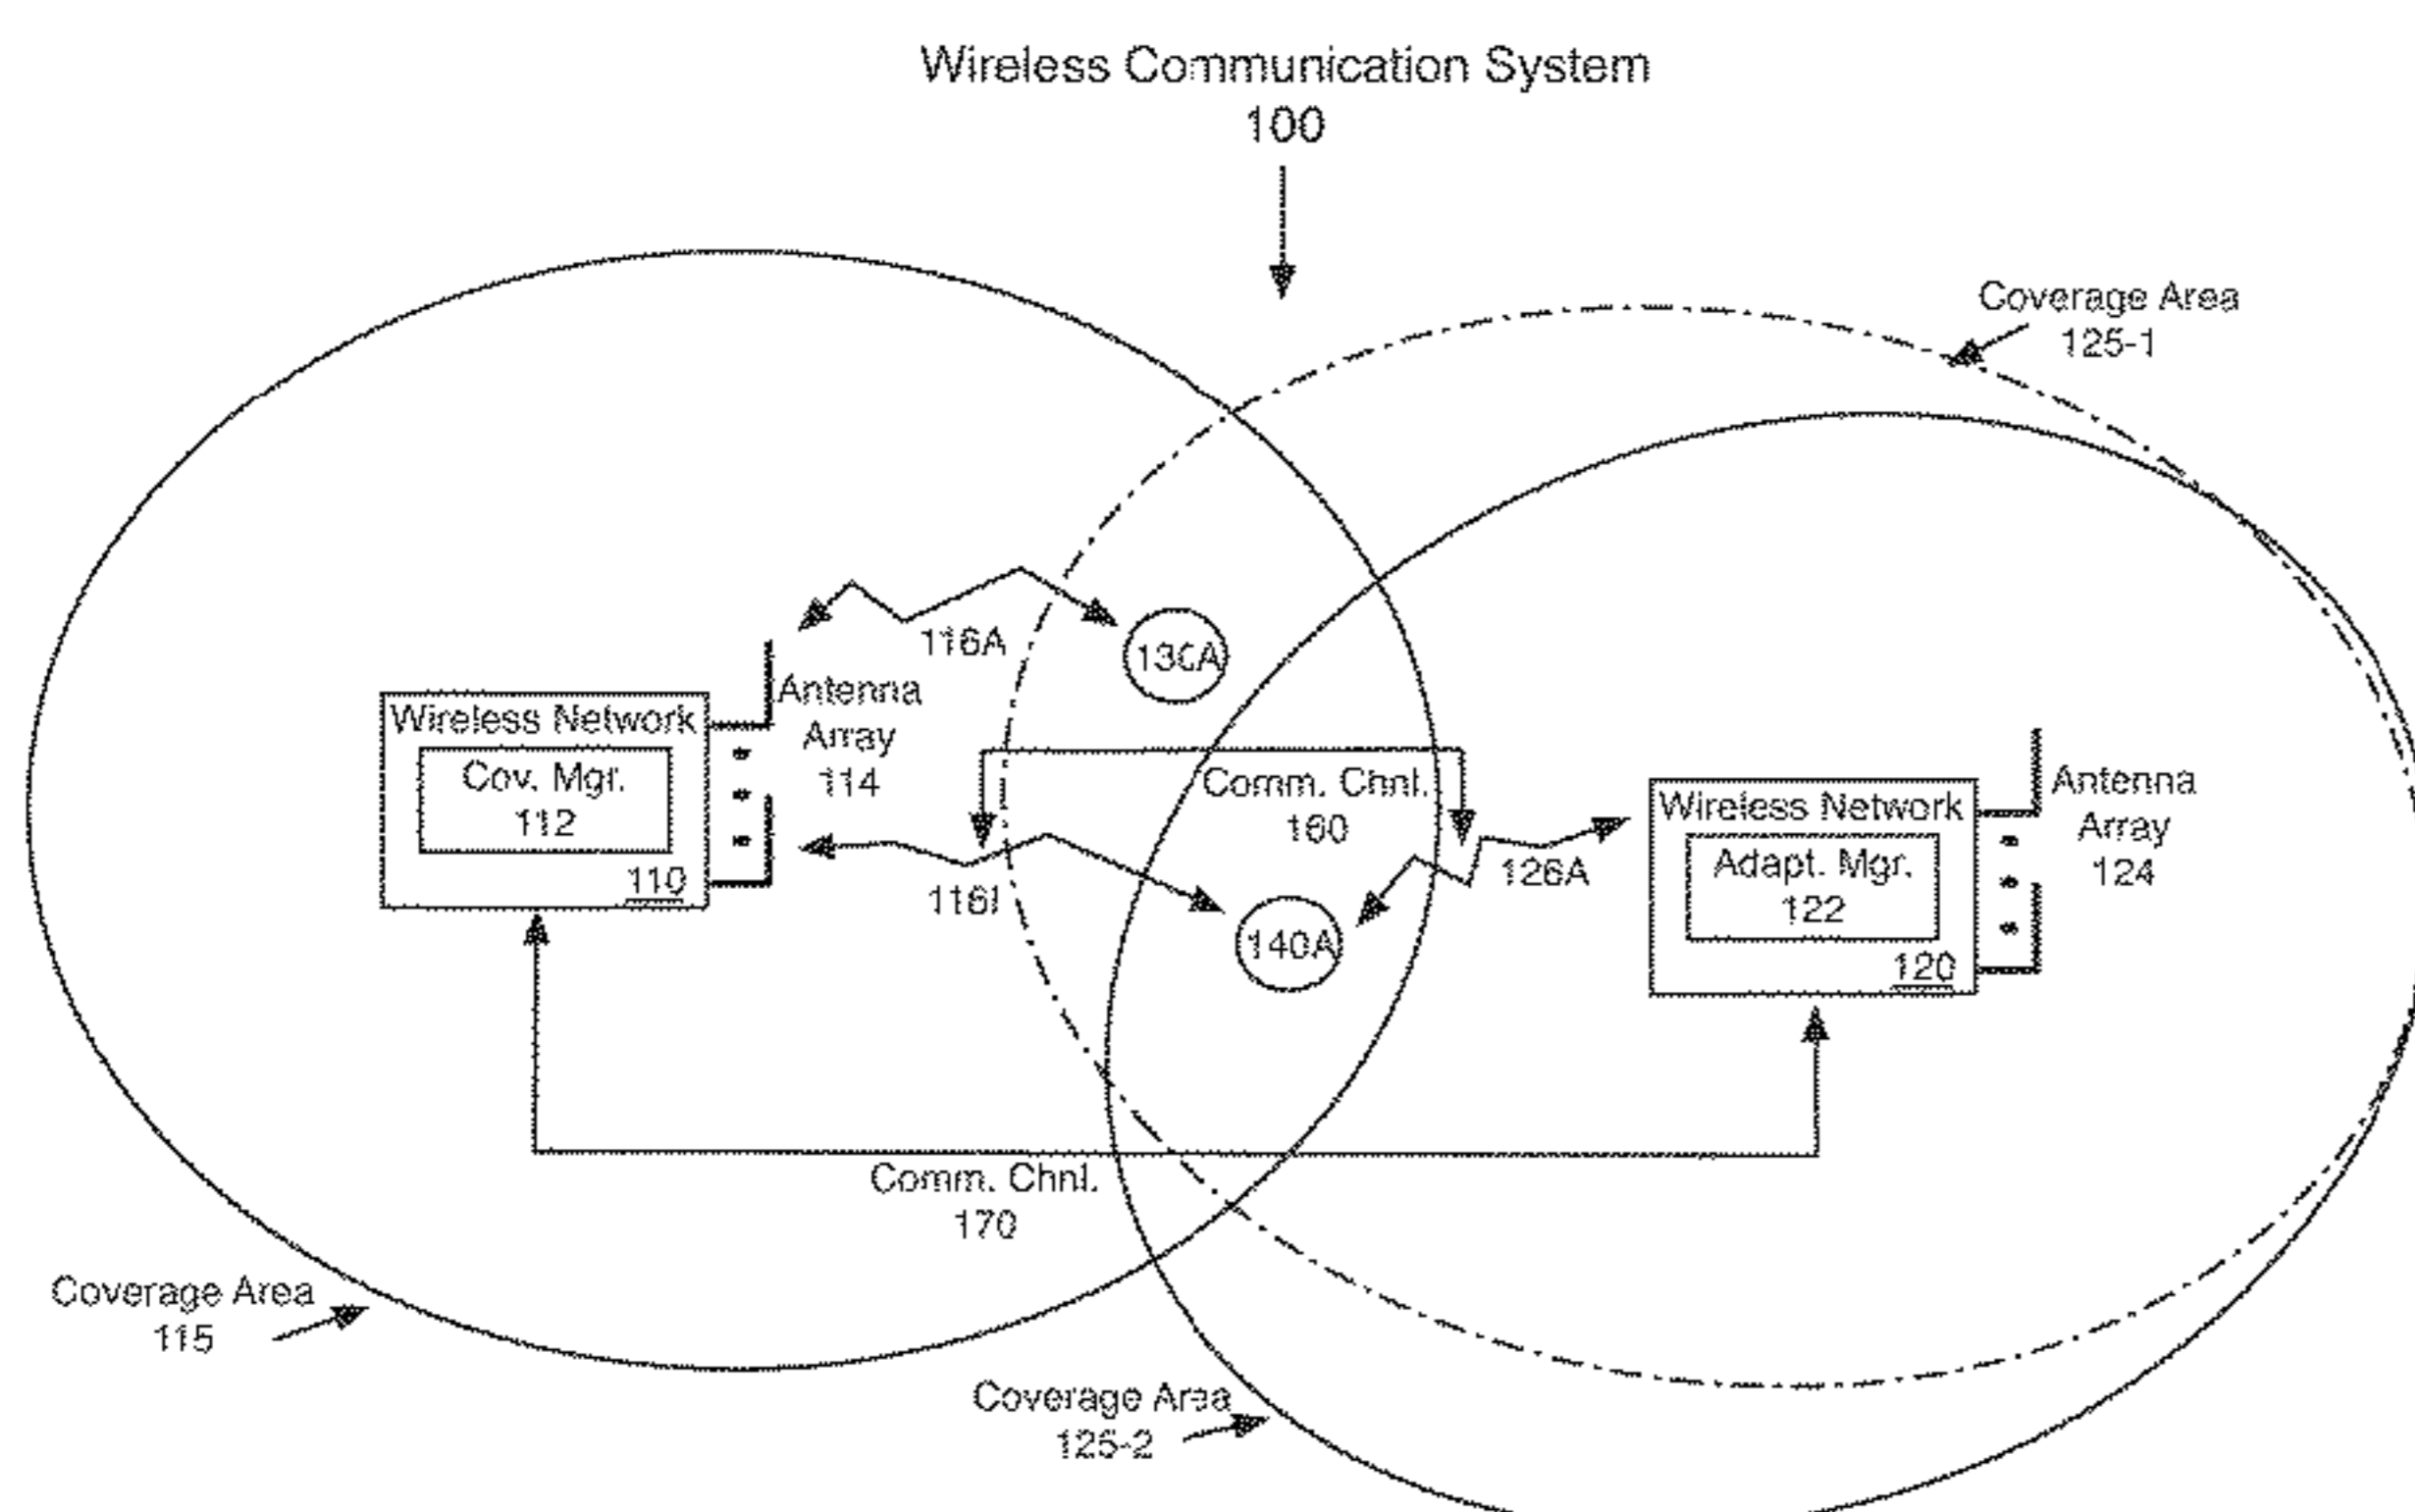 Wireless Communication System
100
Coverage Area
125-1
116A
130A
Antenna
Array
114
Wireless Network
Cov. Mgr.
112
110
Comm. Chnl.
160
116I
126A
140A
Wireless Network
Adapt. Mgr.
122
120
Antenna
Array
124
Comm. Chnl.
170
Coverage Area
115
Coverage Area
125-2